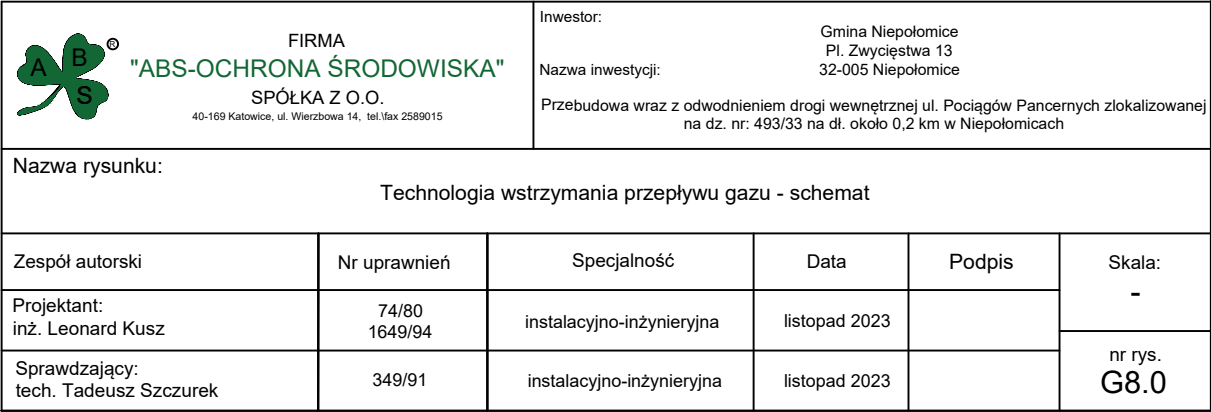 A B S ®
FIRMA
"ABS-OCHRONA ŚRODOWISKA"
SPÓŁKA Z O.O.
40-169 Katowice, ul. Wierzbowa 14, tel.\fax 2589015
Inwestor:
Gmina Niepołomice
Pl. Zwycięstwa 13
32-005 Niepołomice
Nazwa inwestycji:
Przebudowa wraz z odwodnieniem drogi wewnętrznej ul. Pociągów Pancernych zlokalizowanej
na dz. nr: 493/33 na dł. około 0,2 km w Niepołomicach
Nazwa rysunku:
Technologia wstrzymania przepływu gazu - schemat
Zespół autorski Nr uprawnień Specjalność Data Podpis Skala:
-
Projektant:
inż. Leonard Kusz
74/80
1649/94
instalacyjno-inżynieryjna
listopad 2023
Sprawdzający:
tech. Tadeusz Szczurek
349/91
instalacyjno-inżynieryjna
listopad 2023
nr rys.
G8.0